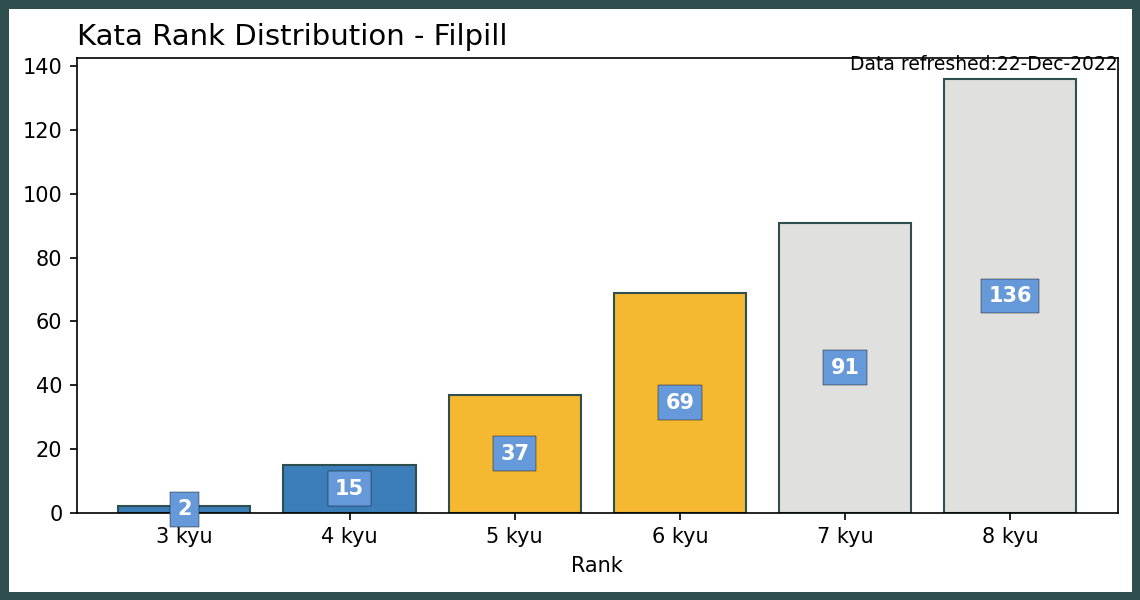 Kata Rank Distribution - Filpill
Data refreshed:22-Dec-2022
140
120
100
80
60
40
20
0
2
15
37
69
91
136
3 kyu
4 kyu
5 kyu
6 kyu
7 kyu
8 kyu
Rank